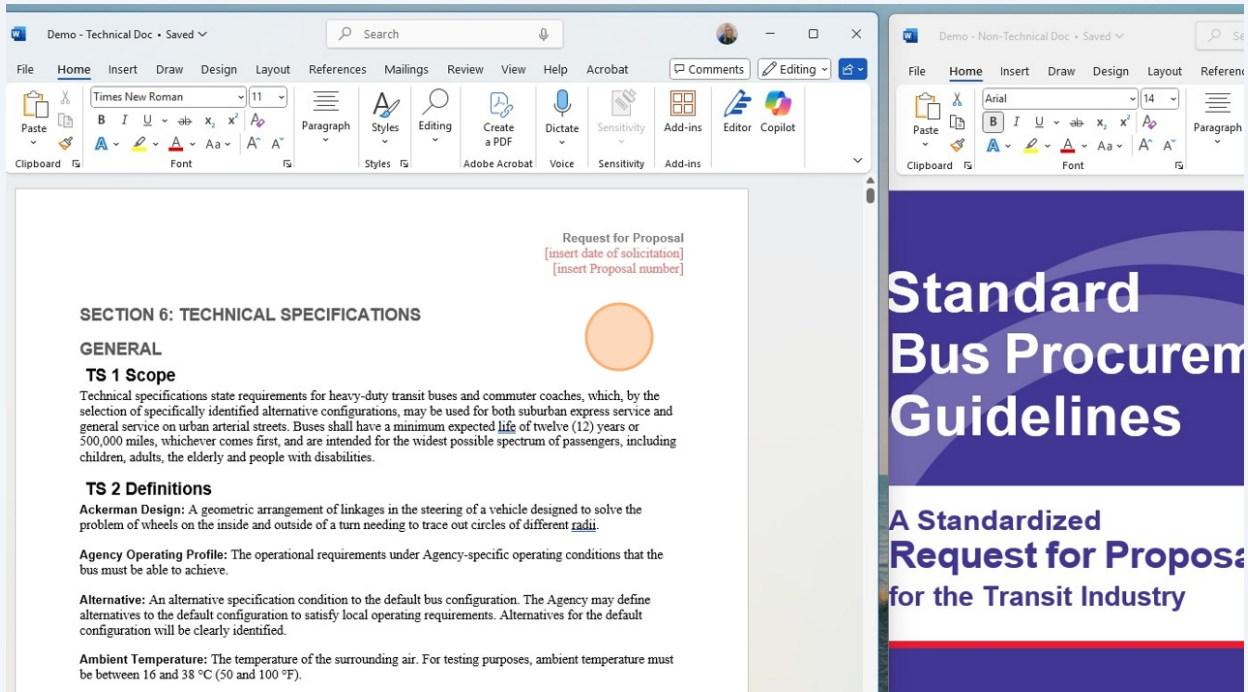 Demo - Technical Doc • Saved
Search
File Home Insert Draw Design Layout References Mailings Review View Help Acrobat Comments Editing
Times New Roman 11
Paste
B I U ab x₂ x² A
A A Aa A A
Paragraph
Styles
Editing
Create
a PDF
Dictate
Sensitivity
Add-ins
Editor
Copilot
Clipboard Font Styles Adobe Acrobat Voice Sensitivity Add-ins
Request for Proposal
[insert date of solicitation]
[insert Proposal number]
SECTION 6: TECHNICAL SPECIFICATIONS
GENERAL
TS 1 Scope
Technical specifications state requirements for heavy-duty transit buses and commuter coaches, which, by the
selection of specifically identified alternative configurations, may be used for both suburban express service and
general service on urban arterial streets. Buses shall have a minimum expected life of twelve (12) years or
500,000 miles, whichever comes first, and are intended for the widest possible spectrum of passengers, including
children, adults, the elderly and people with disabilities.
TS 2 Definitions
Ackerman Design: A geometric arrangement of linkages in the steering of a vehicle designed to solve the
problem of wheels on the inside and outside of a turn needing to trace out circles of different radii.
Agency Operating Profile: The operational requirements under Agency-specific operating conditions that the
bus must be able to achieve.
Alternative: An alternative specification condition to the default bus configuration. The Agency may define
alternatives to the default configuration to satisfy local operating requirements. Alternatives for the default
configuration will be clearly identified.
Ambient Temperature: The temperature of the surrounding air. For testing purposes, ambient temperature must
be between 16 and 38 °C (50 and 100 °F).
Demo - Non-Technical Doc • Saved
Se
File Home Insert Draw Design Layout Referenc
Arial 14
Paste
B I U ab x₂ x² A
A A Aa A A
Paragraph
Clipboard Font
Standard
Bus Procurem
Guidelines
A Standardized
Request for Proposa
for the Transit Industry